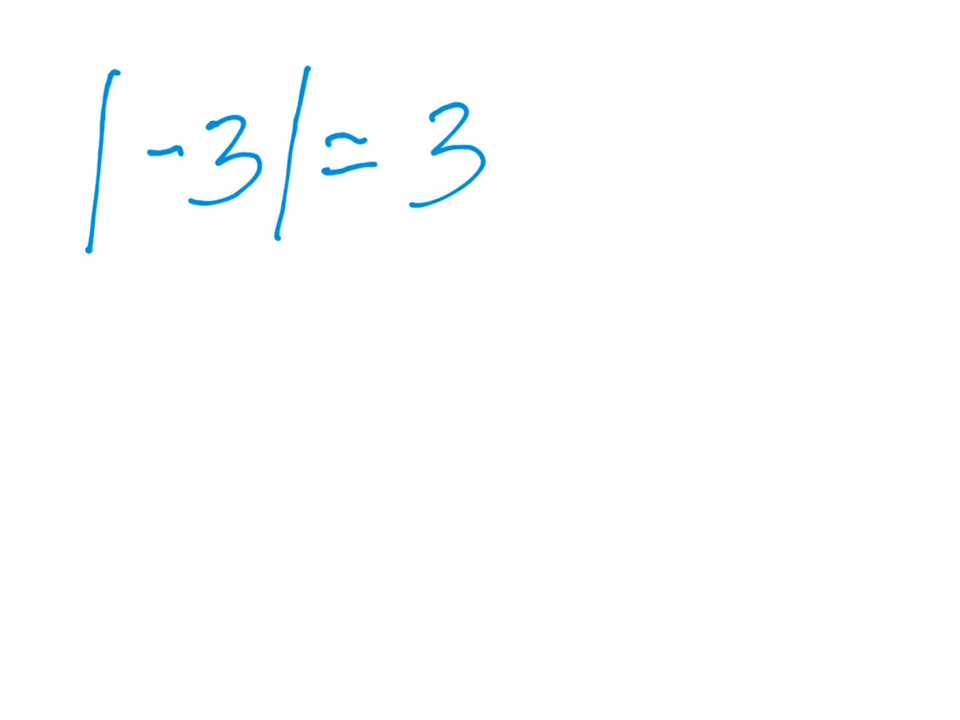 |-3| = 3